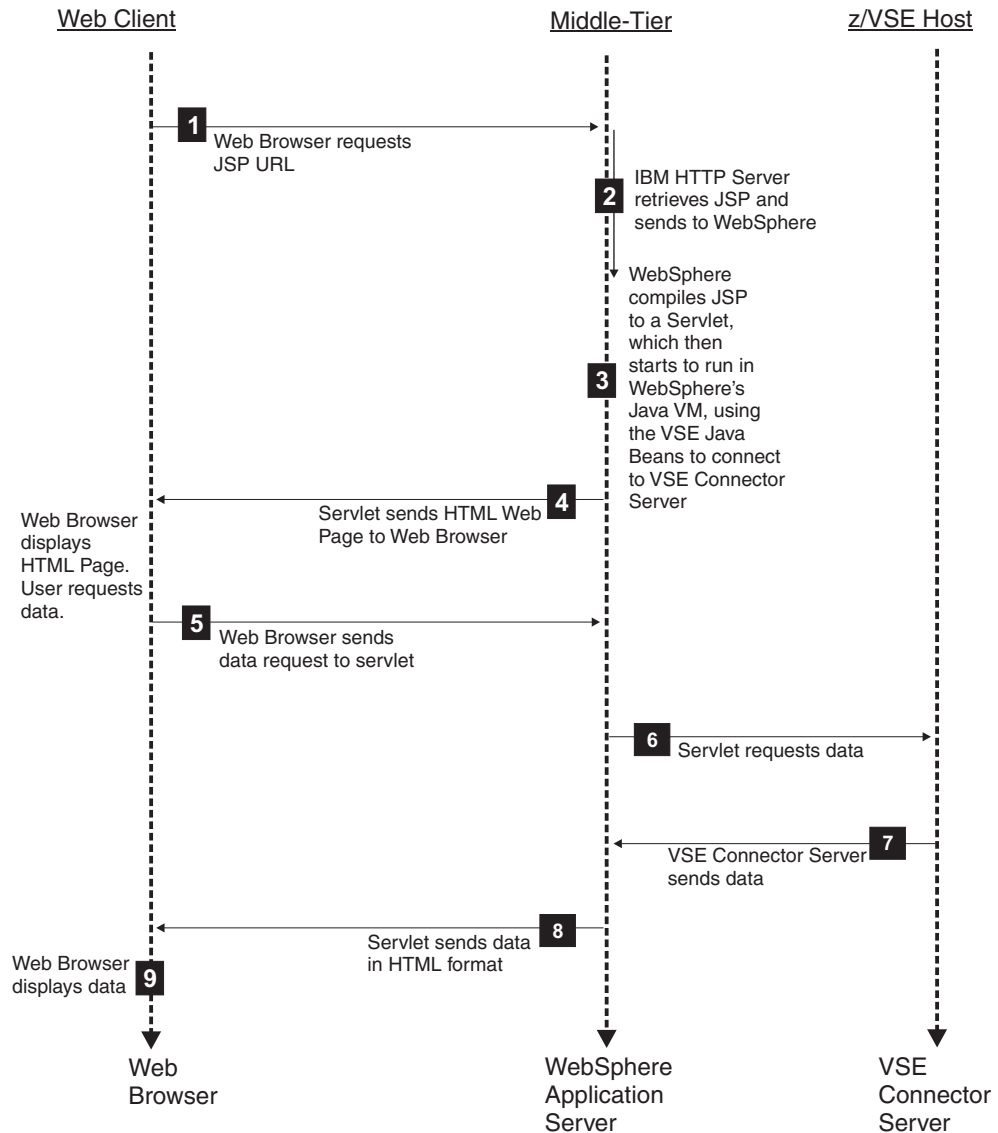 Web Client
Middle-Tier
z/VSE Host
1
Web Browser requests
JSP URL
2
IBM HTTP Server
retrieves JSP and
sends to WebSphere
3
WebSphere
compiles JSP
to a Servlet,
which then
starts to run in
WebSphere's
Java VM, using
the VSE Java
Beans to connect
to VSE Connector
Server
4
Servlet sends HTML Web
Page to Web Browser
Web Browser
displays
HTML Page.
User requests
data.
5
Web Browser sends
data request to servlet
6
Servlet requests data
7
VSE Connector Server
sends data
8
Servlet sends data
in HTML format
Web Browser
displays data
9
Web
Browser
WebSphere
Application
Server
VSE
Connector
Server